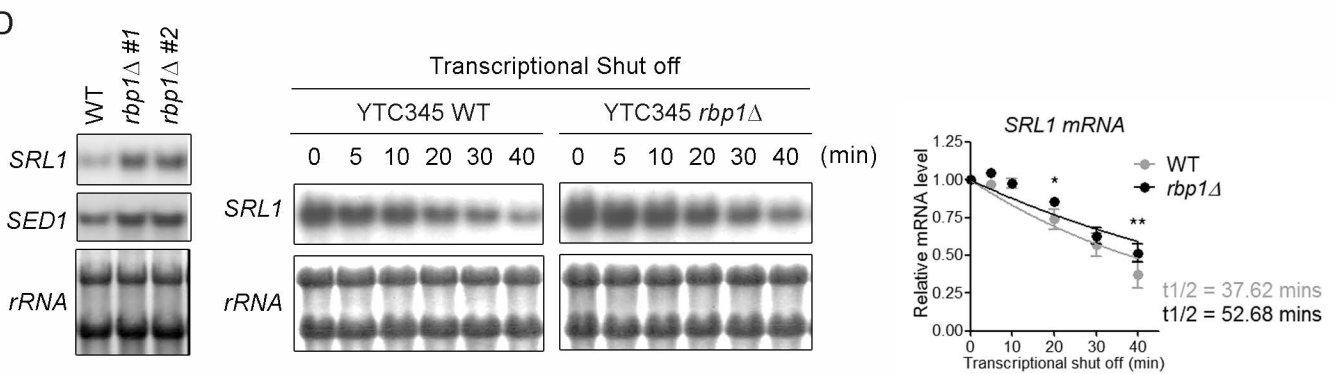 D
WT
rbp1Δ #1
rbp1Δ #2
SRL1
SED1
rRNA
Transcriptional Shut off
YTC345 WT YTC345 rbp1Δ
0 5 10 20 30 40 0 5 10 20 30 40 (min)
SRL1
rRNA
SRL1 mRNA
WT
rbp1Δ
Relative mRNA level
1.25
1.00
0.75
0.50
0.25
0.00
*
**
t1/2 = 37.62 mins
t1/2 = 52.68 mins
0 10 20 30 40
Transcriptional shut off (min)